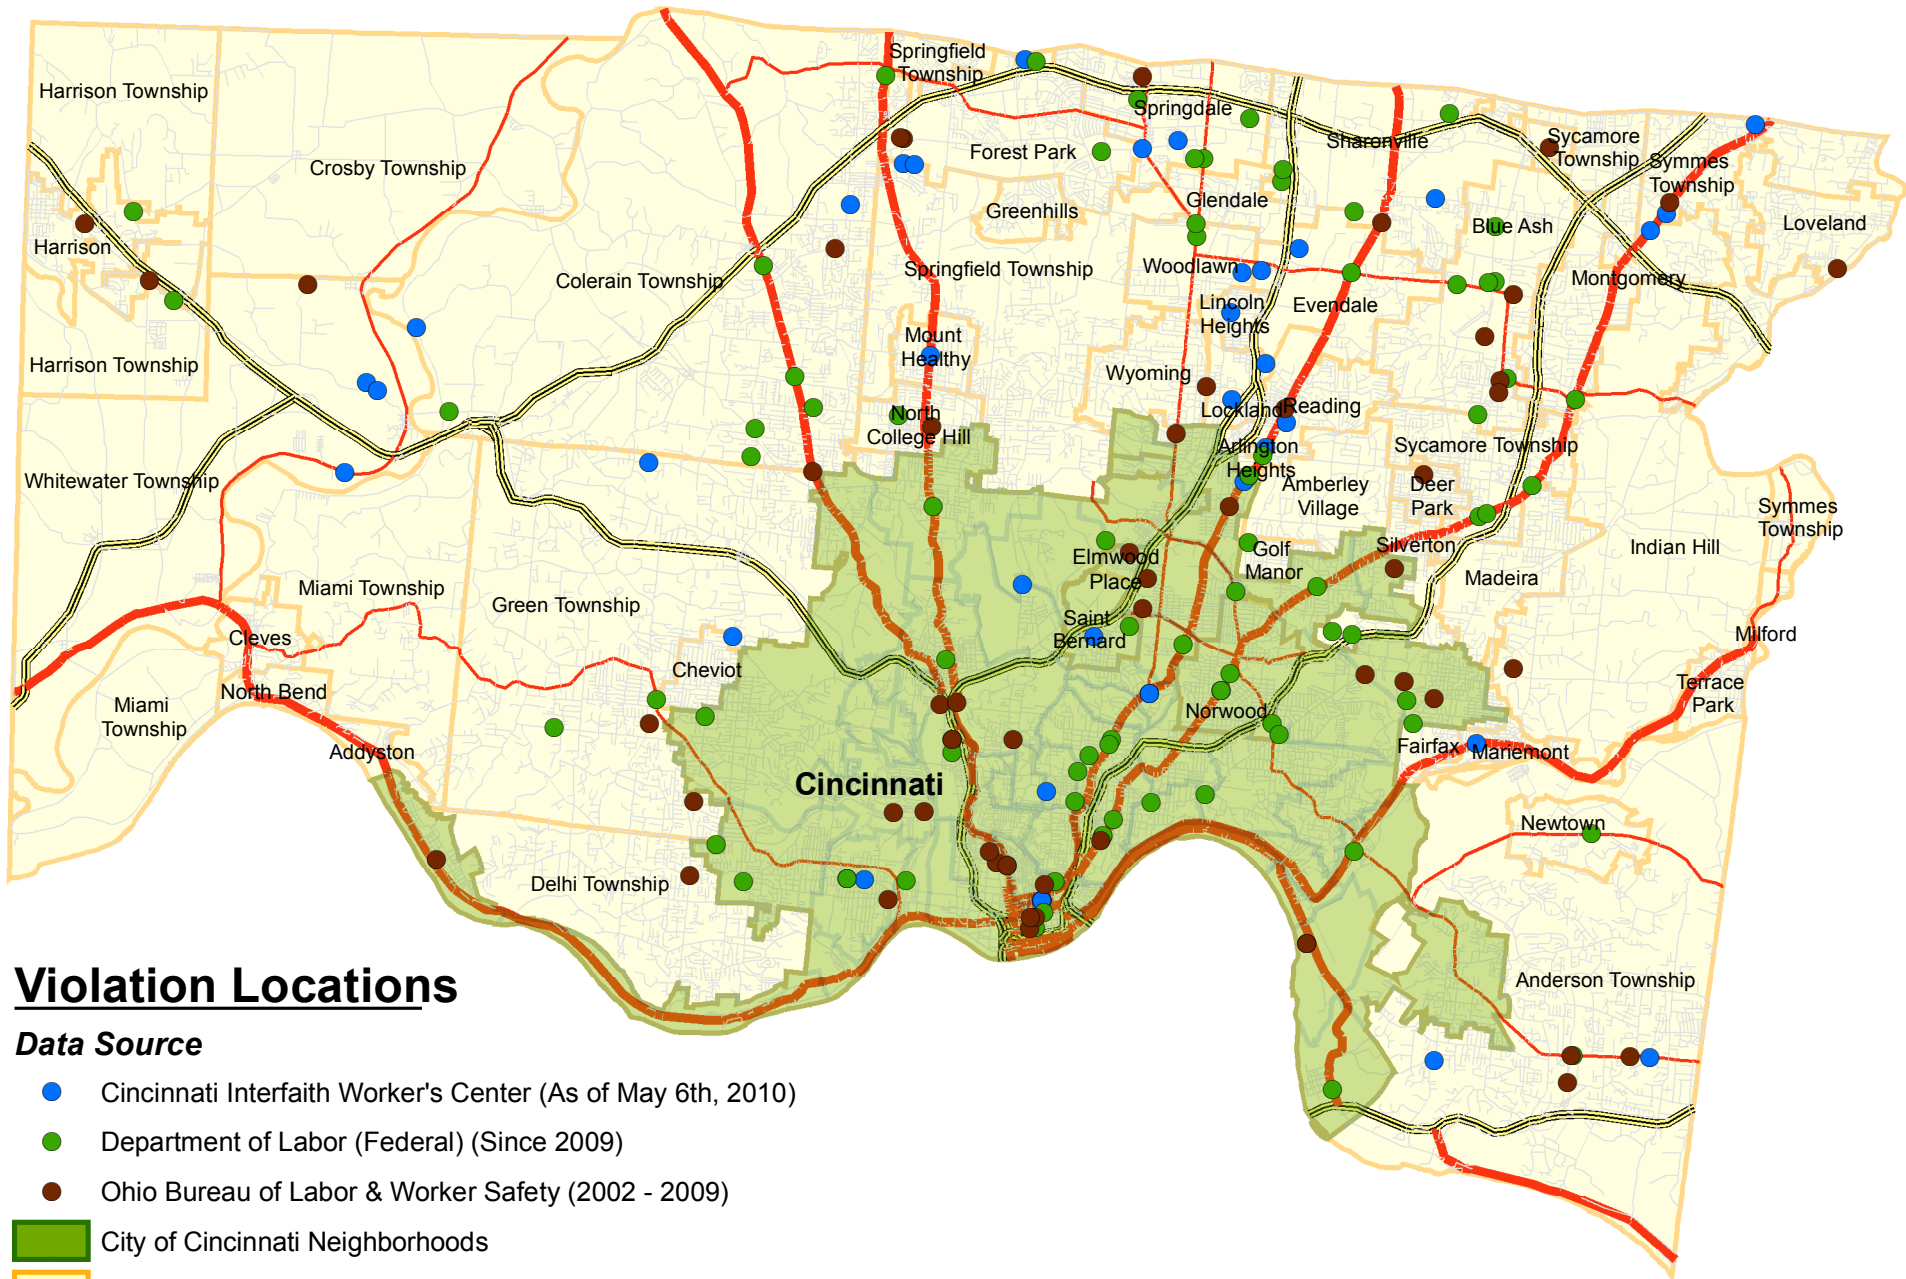 Springfield
Township
Harrison Township
Springdale
Sharonville
Sycamore
Township
Symmes
Township
Forest Park
Crosby Township
Glendale
Greenhills
Blue Ash
Loveland
Harrison
Colerain Township
Springfield Township
Woodlawn
Montgomery
Lincoln
Heights
Evendale
Mount
Healthy
Harrison Township
Wyoming
Lockland
Reading
North
College Hill
Arlington
Heights
Sycamore Township
Whitewater Township
Amberley
Village
Deer
Park
Symmes
Township
Elmwood
Place
Golf
Manor
Silverton
Indian Hill
Madeira
Miami Township
Green Township
Saint
Bernard
Cleves
Milford
Cheviot
North Bend
Terrace
Park
Miami
Township
Norwood
Addyston
Fairfax
Mariemont
Cincinnati
Newtown
Delhi Township
Anderson Township
Violation Locations
Data Source
Cincinnati Interfaith Worker's Center (As of May 6th, 2010)
Department of Labor (Federal) (Since 2009)
Ohio Bureau of Labor & Worker Safety (2002 - 2009)
City of Cincinnati Neighborhoods